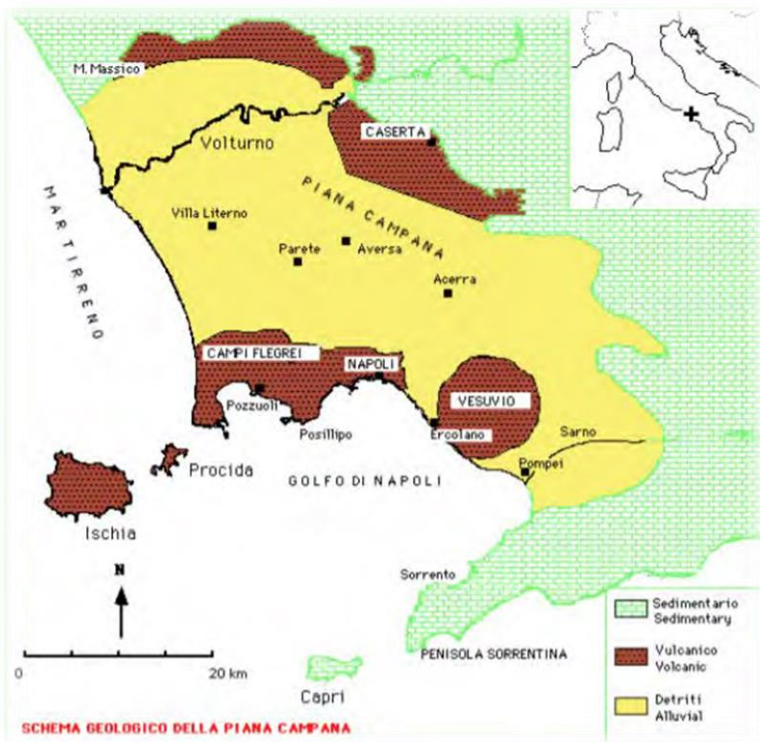 M. Massico
CASERTA
Volturno
MAR TIRRENO
PIANA CAMPANA
Villa Literno
Parete
Aversa
Acerra
CAMPI FLEGREI
NAPOLI
Pozzuoli
Posillipo
VESUVIO
Ercolano
Sarno
Pompei
Procida
GOLFO DI NAPOLI
Ischia
N
Sorrento
0
20 km
Capri
PENISOLA SORRENTINA
Sedimentario
Sedimentary
Vulcanico
Volcanic
Detriti
Alluvial
SCHEMA GEOLOGICO DELLA PIANA CAMPANA